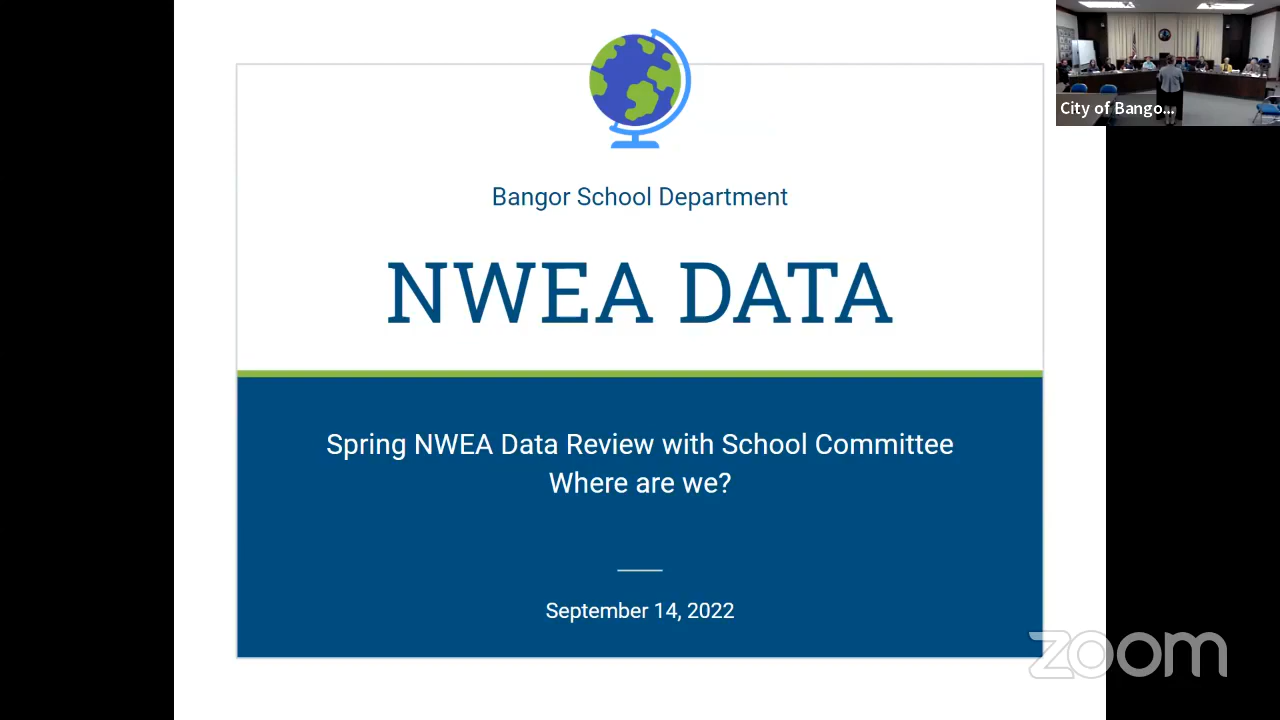 City of Bango...
Bangor School Department
NWEA DATA
Spring NWEA Data Review with School Committee
Where are we?
September 14, 2022
zoom